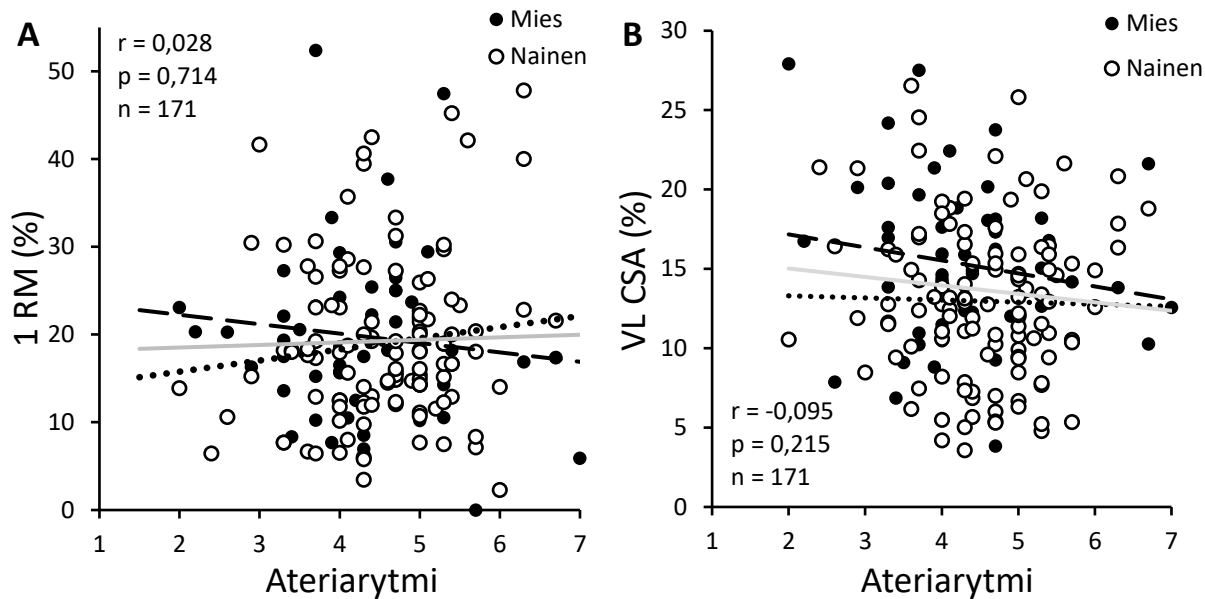 A
r = 0,028
p = 0,714
n = 171
Mies
Nainen
1 RM (%)
50
40
30
20
10
0
1 2 3 4 5 6 7
Ateriarytmi
B
Mies
Nainen
VL CSA (%)
30
25
20
15
10
5
0
r = -0,095
p = 0,215
n = 171
1 2 3 4 5 6 7
Ateriarytmi